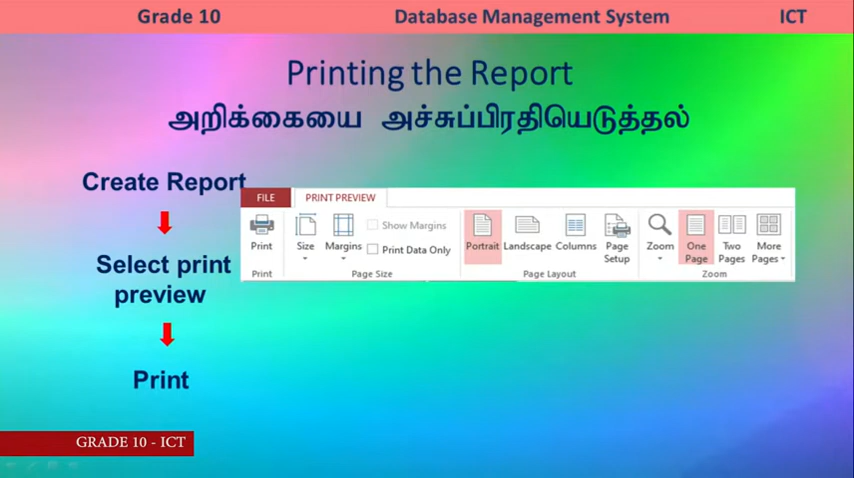 Grade 10 Database Management System ICT
Printing the Report
அறிக்கையை அச்சுப்பிரதியெடுத்தல்
Create Report
Select print
preview
Print
FILE PRINT PREVIEW
Print Size Margins Show Margins Print Data Only Portrait Landscape Columns Page Setup Zoom One Page Two Pages More Pages
Print Page Size Page Layout Zoom
GRADE 10 - ICT